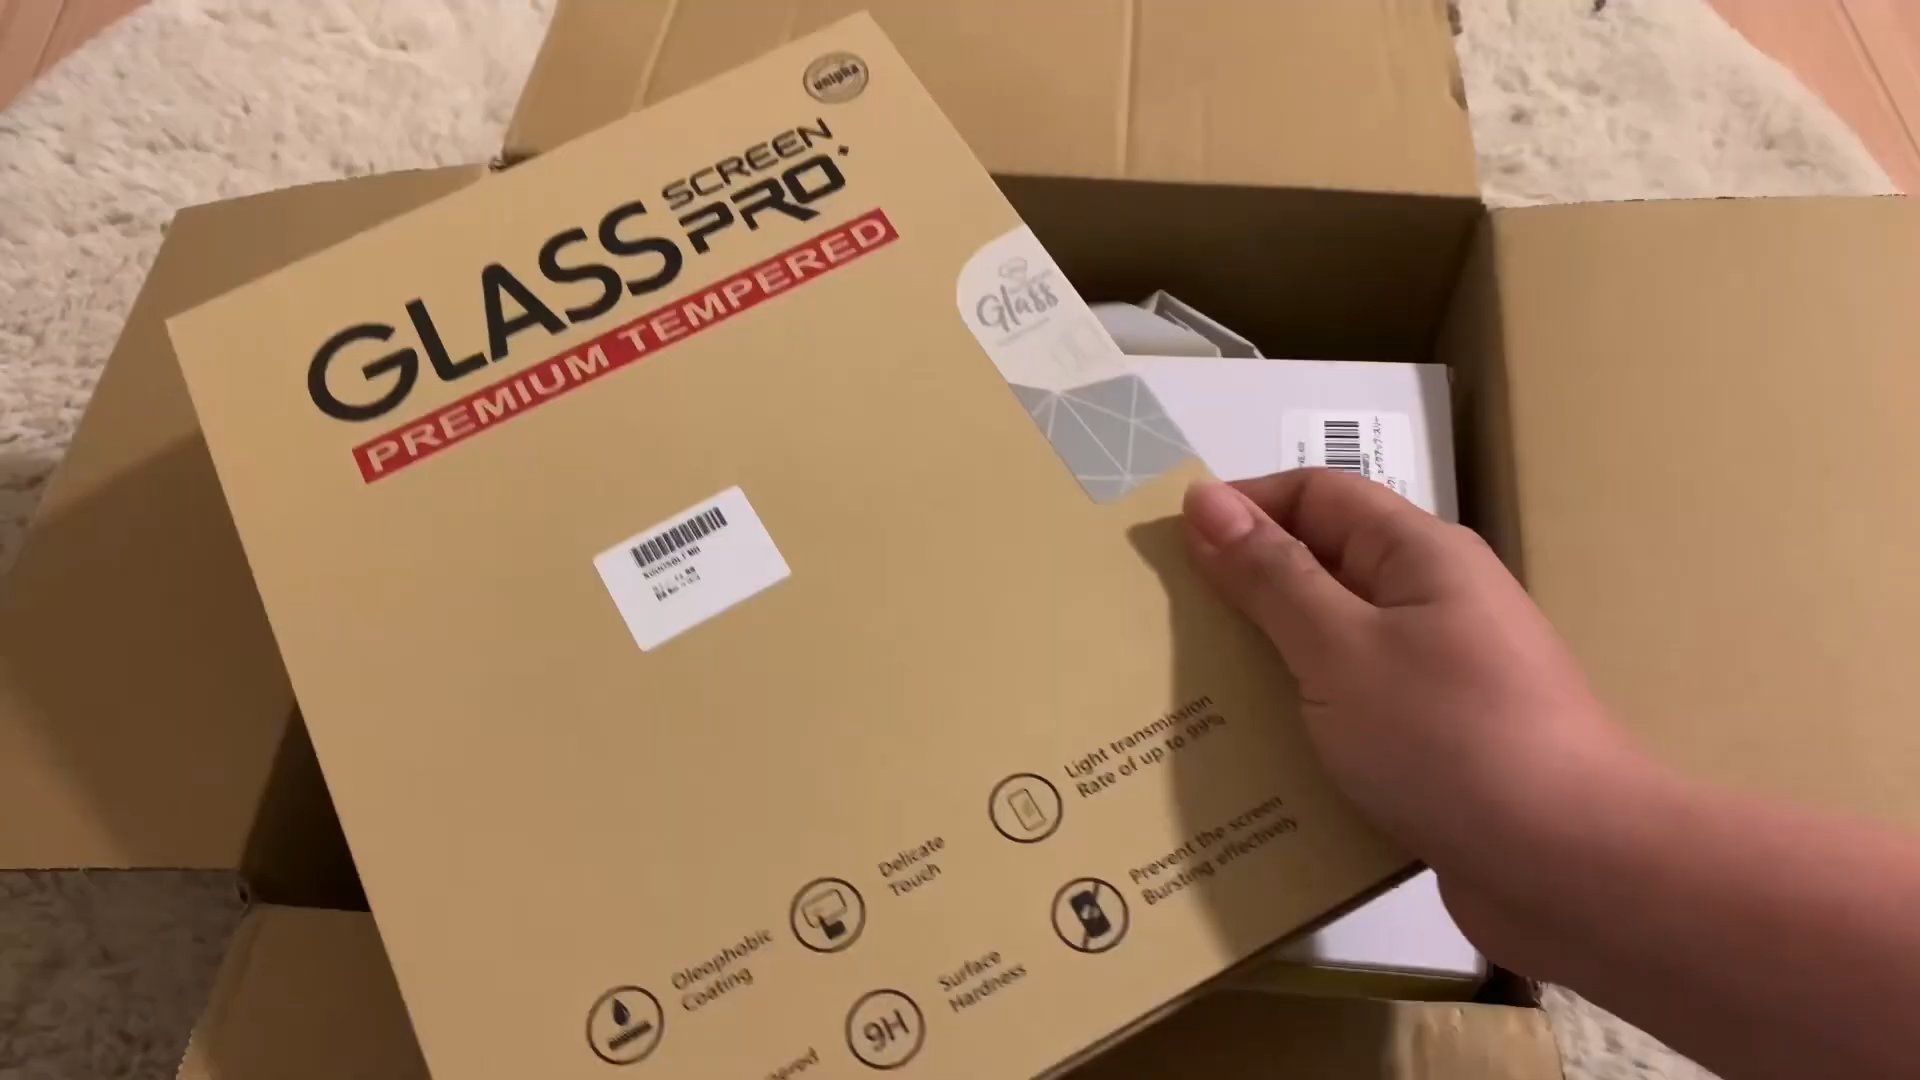 umipha
GLASS
SCREEN
PRO+
PREMIUM TEMPERED
Glass
Light transmission
Rate of up to 99%
Delicate
Touch
Prevent the screen
Bursting effectively
Oleophobic
Coating
Surface
Hardness
9H